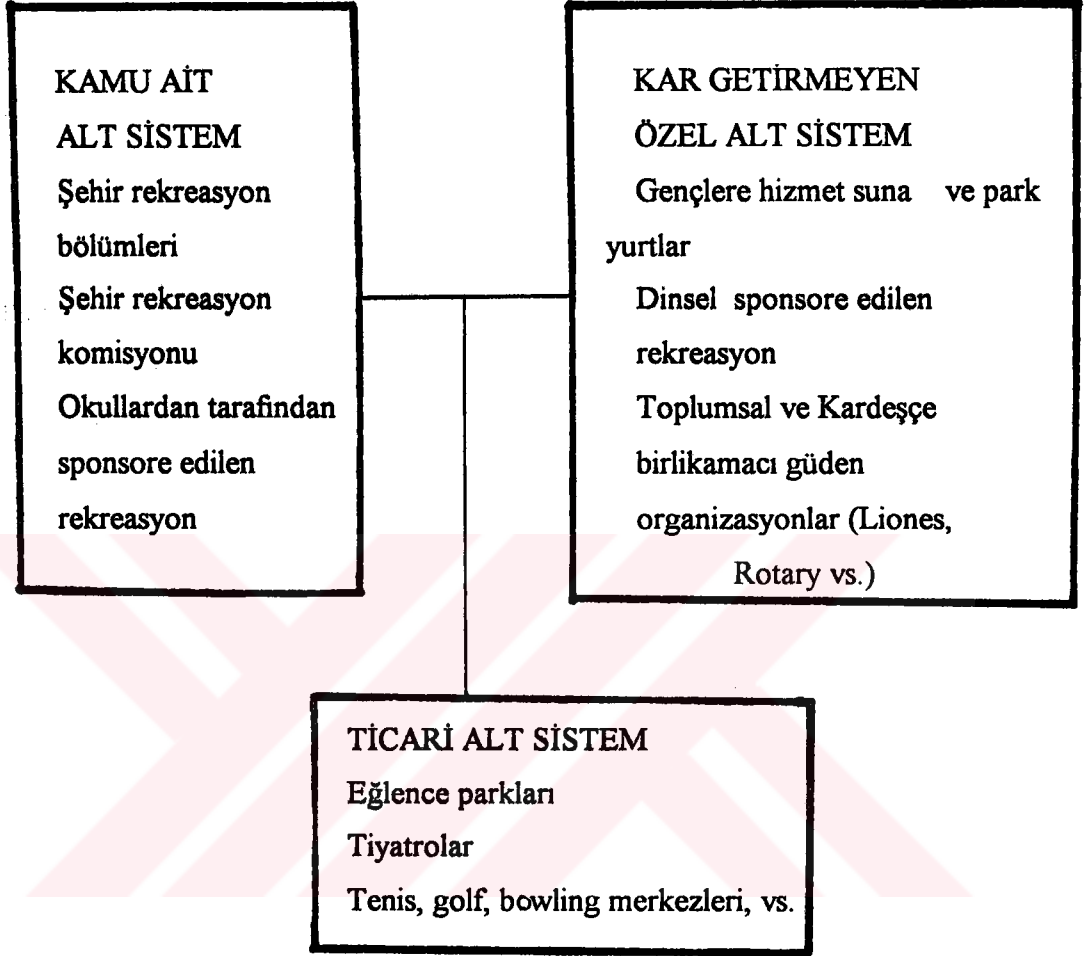 KAMU AİT
ALT SİSTEM
Şehir rekreasyon
bölümleri
Şehir rekreasyon
komisyonu
Okullardan tarafindan
sponsore edilen
rekreasyon
KAR GETİRMEYEN
ÖZEL ALT SİSTEM
Gençlere hizmet suna ve park
yurtlar
Dinsel sponsore edilen
rekreasyon
Toplumsal ve Kardeşçe
birlikamacı güden
organizasyonlar (Liones,
Rotary vs.)
TİCARİ ALT SİSTEM
Eğlence parkları
Tiyatrolar
Tenis, golf, bowling merkezleri, vs.